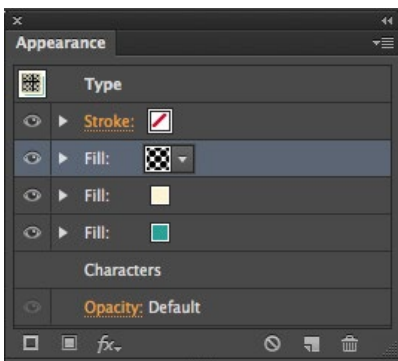 Appearance
Type
Stroke:
Fill:
Fill:
Fill:
Characters
Opacity: Default
fx.